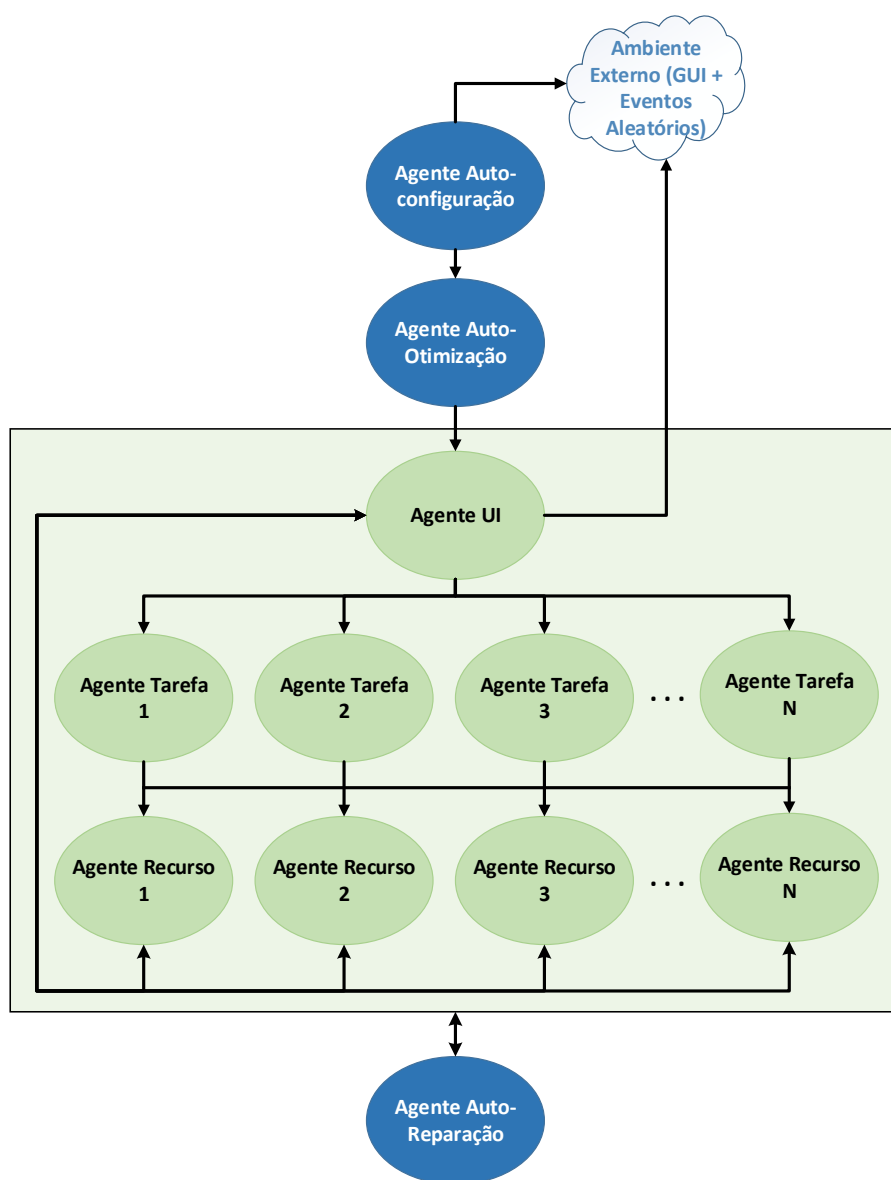 Ambiente
Externo (GUI +
Eventos
Aleatórios)
Agente Auto-
configuração
Agente Auto-
Otimização
Agente UI
Agente Tarefa
1
Agente Tarefa
2
Agente Tarefa
3
. . .
Agente Tarefa
N
Agente Recurso
1
Agente Recurso
2
Agente Recurso
3
. . .
Agente Recurso
N
Agente Auto-
Reparação